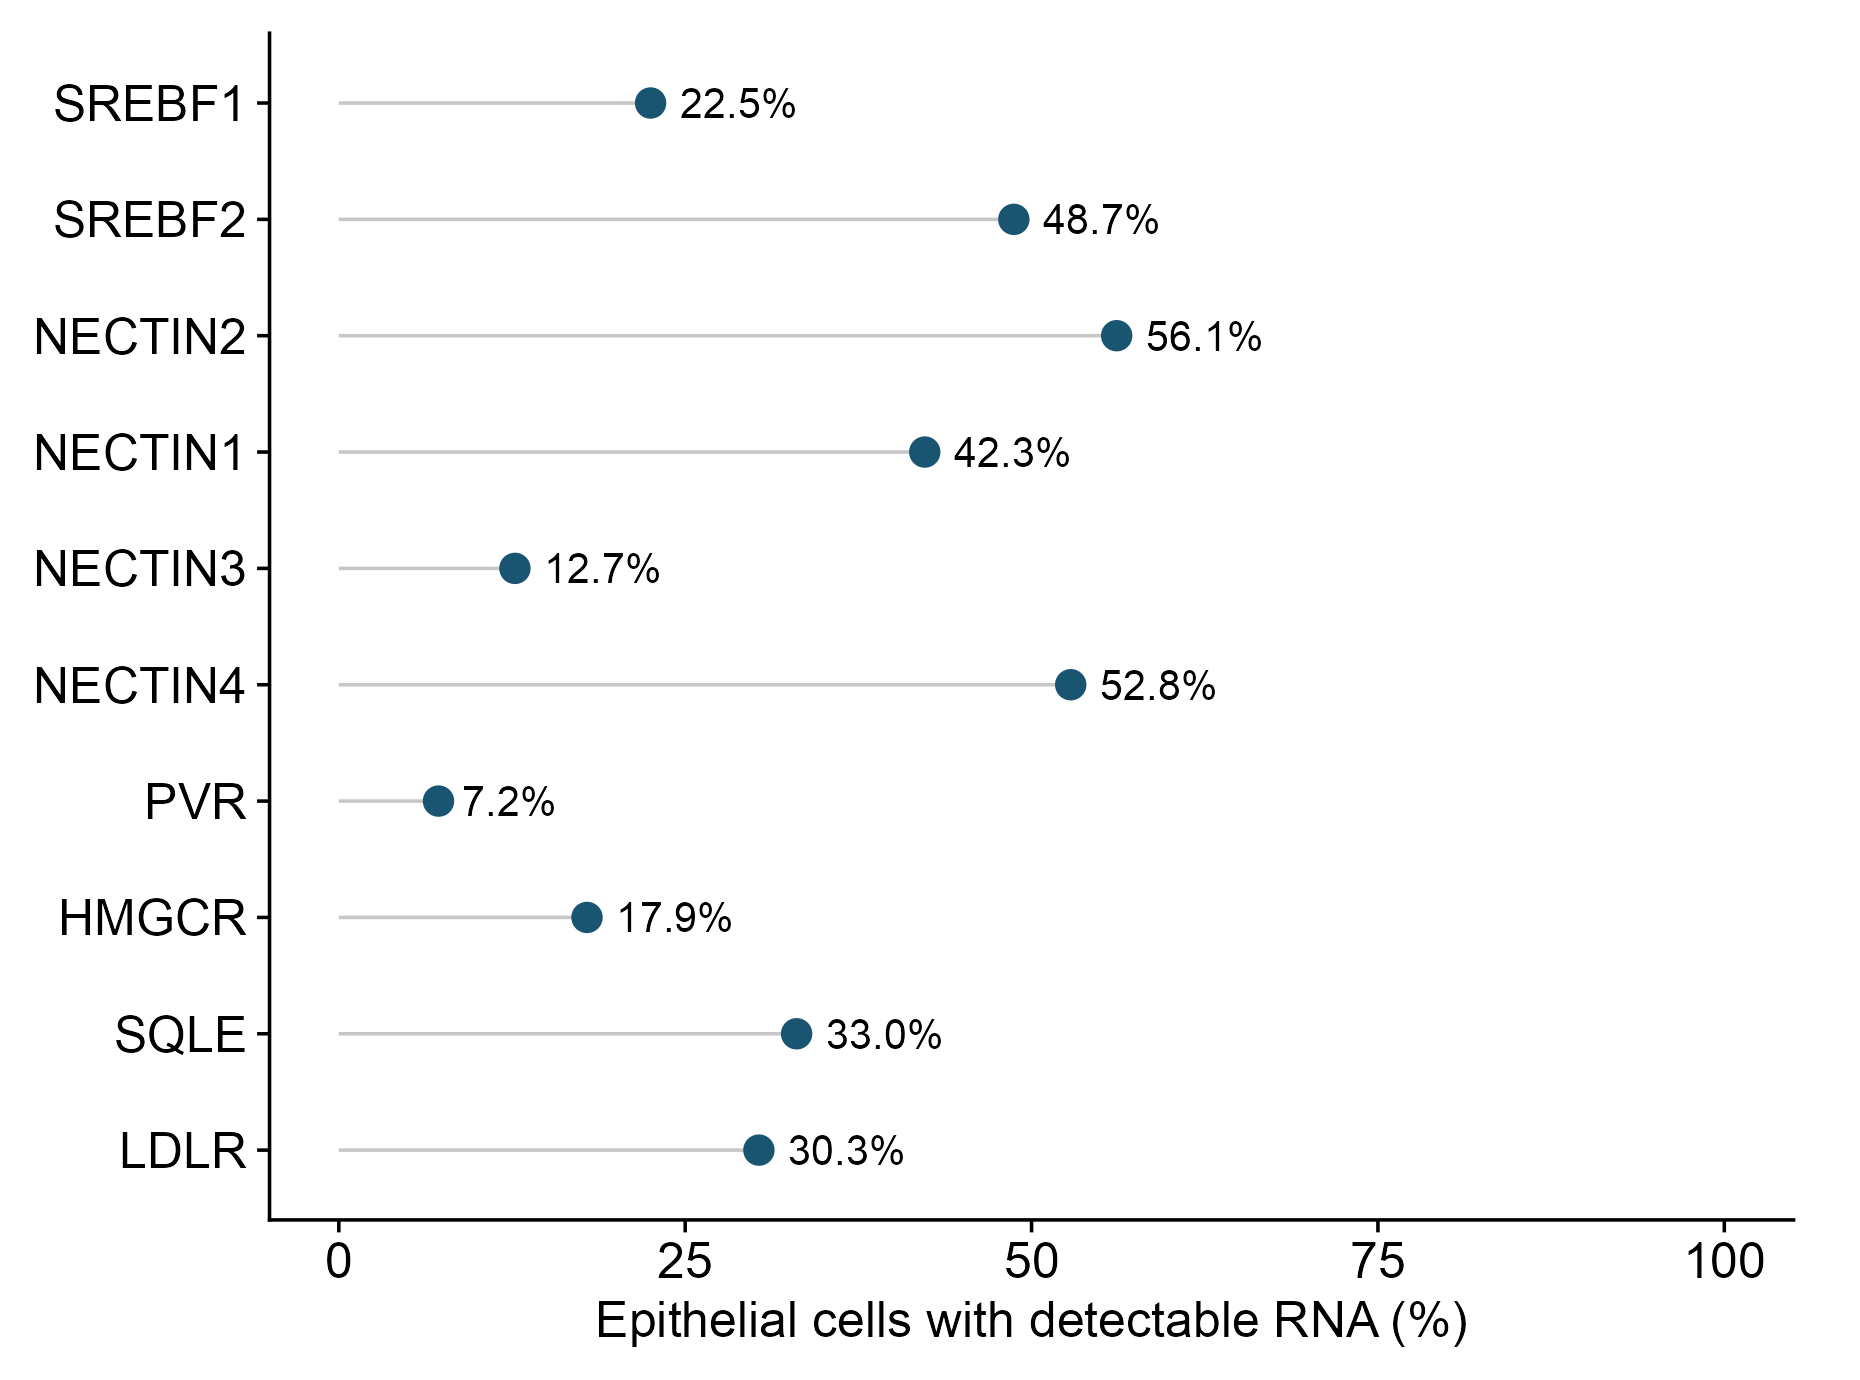 SREBF1 22.5%
SREBF2 48.7%
NECTIN2 56.1%
NECTIN1 42.3%
NECTIN3 12.7%
NECTIN4 52.8%
PVR 7.2%
HMGCR 17.9%
SQLE 33.0%
LDLR 30.3%
0 25 50 75 100
Epithelial cells with detectable RNA (%)